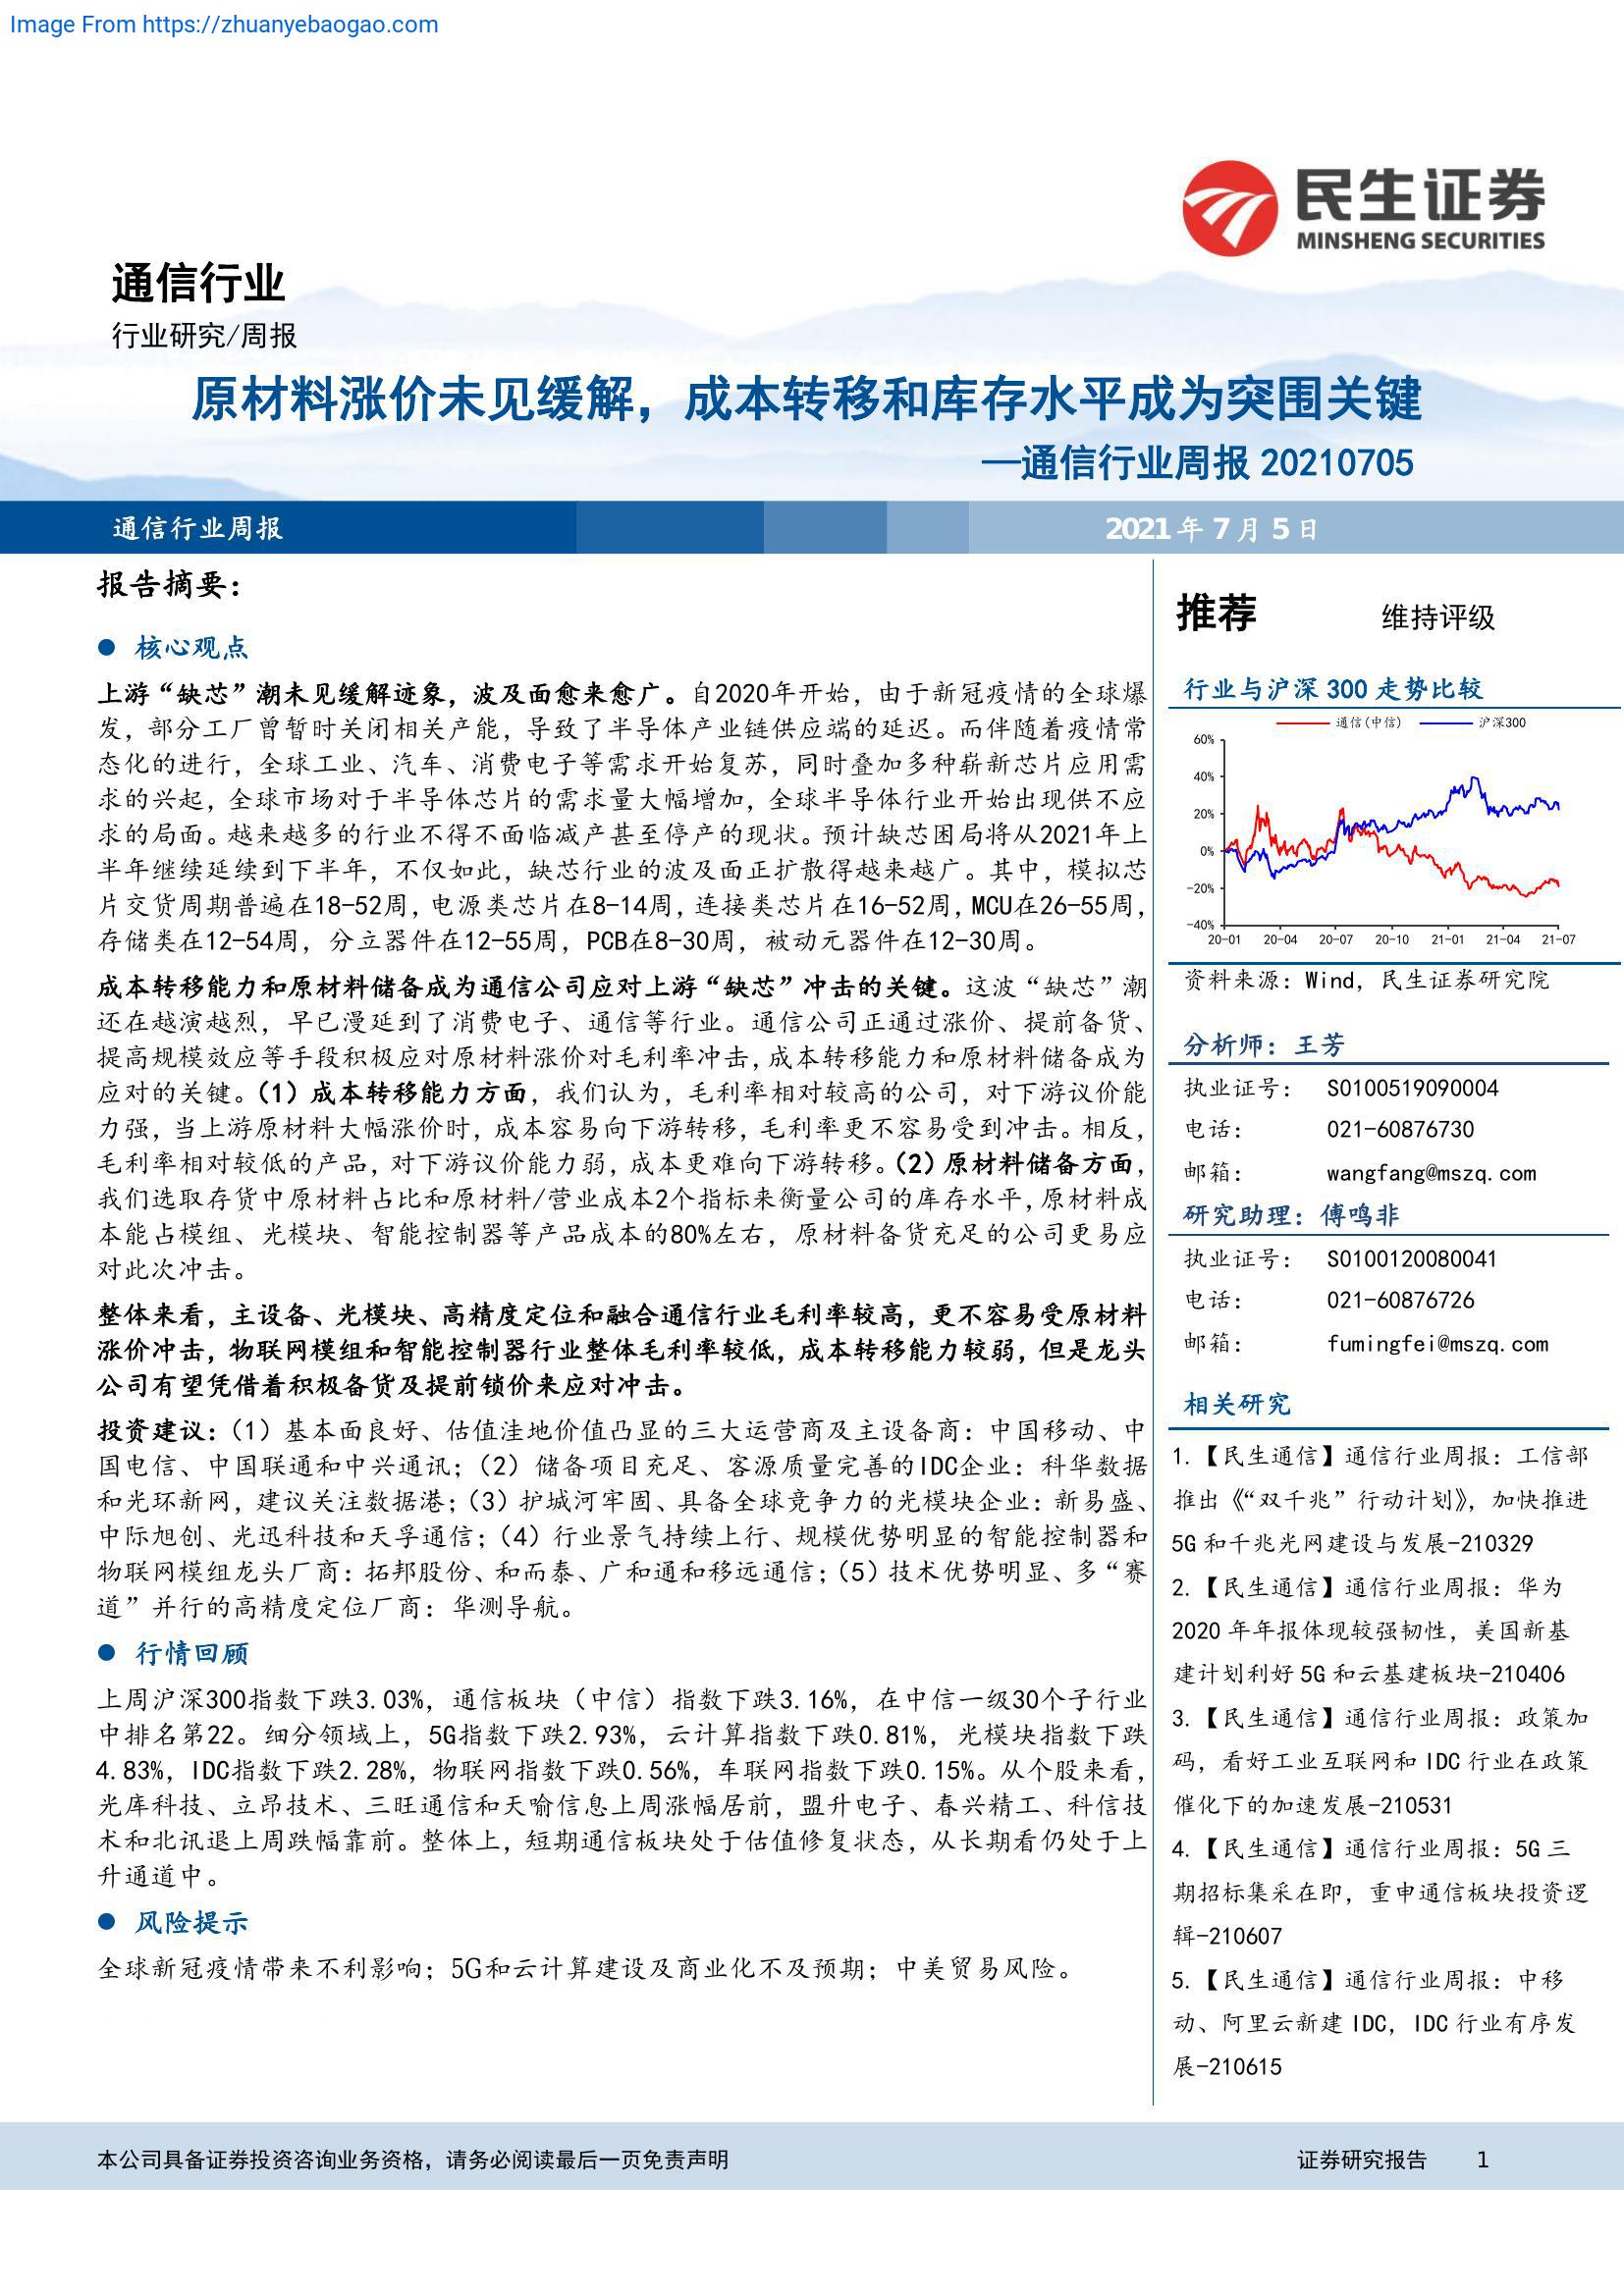 Image From https://zhuanyebaogao.com
民生证券
MINSHENG SECURITIES
通信行业
行业研究/周报
原材料涨价未见缓解，成本转移和库存水平成为突围关键
—通信行业周报 20210705
通信行业周报
2021 年 7 月 5 日
报告摘要：
● 核心观点
上游“缺芯”潮未见缓解迹象，波及面愈来愈广。自2020年开始，由于新冠疫情的全球爆
发，部分工厂曾暂时关闭相关产能，导致了半导体产业链供应端的延迟。而伴随着疫情常
态化的进行，全球工业、汽车、消费电子等需求开始复苏，同时叠加多种崭新芯片应用需
求的兴起，全球市场对于半导体芯片的需求量大幅增加，全球半导体行业开始出现供不应
求的局面。越来越多的行业不得不面临减产甚至停产的现状。预计缺芯困局将从2021年上
半年继续延续到下半年，不仅如此，缺芯行业的波及面正扩散得越来越广。其中，模拟芯
片交货周期普遍在18-52周，电源类芯片在8-14周，连接类芯片在16-52周，MCU在26-55周，
存储类在12-54周，分立器件在12-55周，PCB在8-30周，被动元器件在12-30周。
成本转移能力和原材料储备成为通信公司应对上游“缺芯”冲击的关键。这波“缺芯”潮
还在越演越烈，早已漫延到了消费电子、通信等行业。通信公司正通过涨价、提前备货、
提高规模效应等手段积极应对原材料涨价对毛利率冲击，成本转移能力和原材料储备成为
应对的关键。（1）成本转移能力方面，我们认为，毛利率相对较高的公司，对下游议价能
力强，当上游原材料大幅涨价时，成本容易向下游转移，毛利率更不容易受到冲击。相反，
毛利率相对较低的产品，对下游议价能力弱，成本更难向下游转移。（2）原材料储备方面，
我们选取存货中原材料占比和原材料/营业成本2个指标来衡量公司的库存水平，原材料成
本能占模组、光模块、智能控制器等产品成本的80%左右，原材料备货充足的公司更易应
对此次冲击。
整体来看，主设备、光模块、高精度定位和融合通信行业毛利率较高，更不容易受原材料
涨价冲击，物联网模组和智能控制器行业整体毛利率较低，成本转移能力较弱，但是龙头
公司有望凭借着积极备货及提前锁价来应对冲击。
投资建议：（1）基本面良好、估值洼地价值凸显的三大运营商及主设备商：中国移动、中
国电信、中国联通和中兴通讯；（2）储备项目充足、客源质量完善的IDC企业：科华数据
和光环新网，建议关注数据港；（3）护城河牢固、具备全球竞争力的光模块企业：新易盛、
中际旭创、光迅科技和天孚通信；（4）行业景气持续上行、规模优势明显的智能控制器和
物联网模组龙头厂商：拓邦股份、和而泰、广和通和移远通信；（5）技术优势明显、多“赛
道”并行的高精度定位厂商：华测导航。
● 行情回顾
上周沪深300指数下跌3.03%，通信板块（中信）指数下跌3.16%，在中信一级30个子行业
中排名第22。细分领域上，5G指数下跌2.93%，云计算指数下跌0.81%，光模块指数下跌
4.83%，IDC指数下跌2.28%，物联网指数下跌0.56%，车联网指数下跌0.15%。从个股来看，
光库科技、立昂技术、三旺通信和天喻信息上周涨幅居前，盟升电子、春兴精工、科信技
术和北讯退上周跌幅靠前。整体上，短期通信板块处于估值修复状态，从长期看仍处于上
升通道中。
● 风险提示
全球新冠疫情带来不利影响；5G和云计算建设及商业化不及预期；中美贸易风险。
推荐 维持评级
行业与沪深 300 走势比较
通信(中信) 沪深300
60%
40%
20%
0%
-20%
-40%
20-01 20-04 20-07 20-10 21-01 21-04 21-07
资料来源：Wind，民生证券研究院
分析师：王芳
执业证号： S0100519090004
电话： 021-60876730
邮箱： wangfang@mszq.com
研究助理：傅鸣非
执业证号： S0100120080041
电话： 021-60876726
邮箱： fumingfei@mszq.com
相关研究
1.【民生通信】通信行业周报：工信部
推出《“双千兆”行动计划》，加快推进
5G 和千兆光网建设与发展-210329
2.【民生通信】通信行业周报：华为
2020 年年报体现较强韧性，美国新基
建计划利好 5G 和云基建板块-210406
3.【民生通信】通信行业周报：政策加
码，看好工业互联网和 IDC 行业在政策
催化下的加速发展-210531
4.【民生通信】通信行业周报：5G 三
期招标集采在即，重申通信板块投资逻
辑-210607
5.【民生通信】通信行业周报：中移
动、阿里云新建 IDC，IDC 行业有序发
展-210615
本公司具备证券投资咨询业务资格，请务必阅读最后一页免责声明
证券研究报告 1